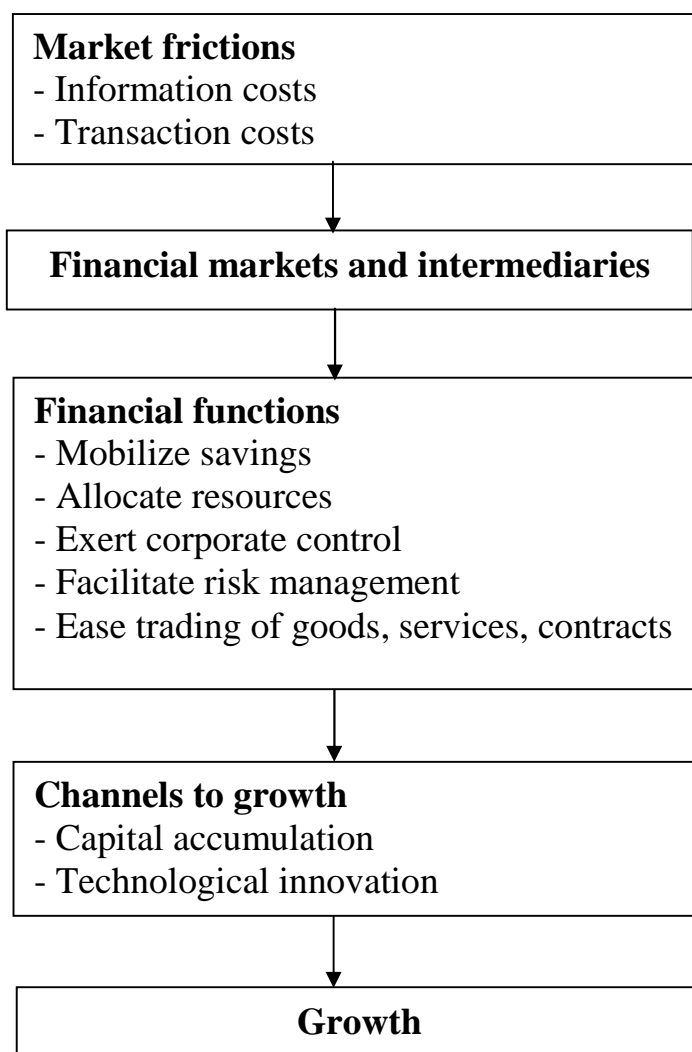 Market frictions
- Information costs
- Transaction costs
Financial markets and intermediaries
Financial functions
- Mobilize savings
- Allocate resources
- Exert corporate control
- Facilitate risk management
- Ease trading of goods, services, contracts
Channels to growth
- Capital accumulation
- Technological innovation
Growth